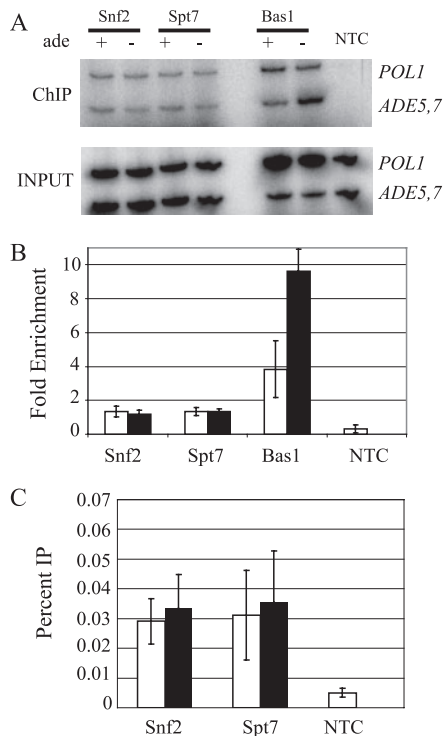 A
Snf2 Spt7 Bas1
ade + - + - + - NTC
ChIP
POL1
ADE5,7
INPUT
POL1
ADE5,7
B
Fold Enrichment
10
8
6
4
2
0
Snf2 Spt7 Bas1 NTC
C
Percent IP
0.07
0.06
0.05
0.04
0.03
0.02
0.01
0
Snf2 Spt7 NTC